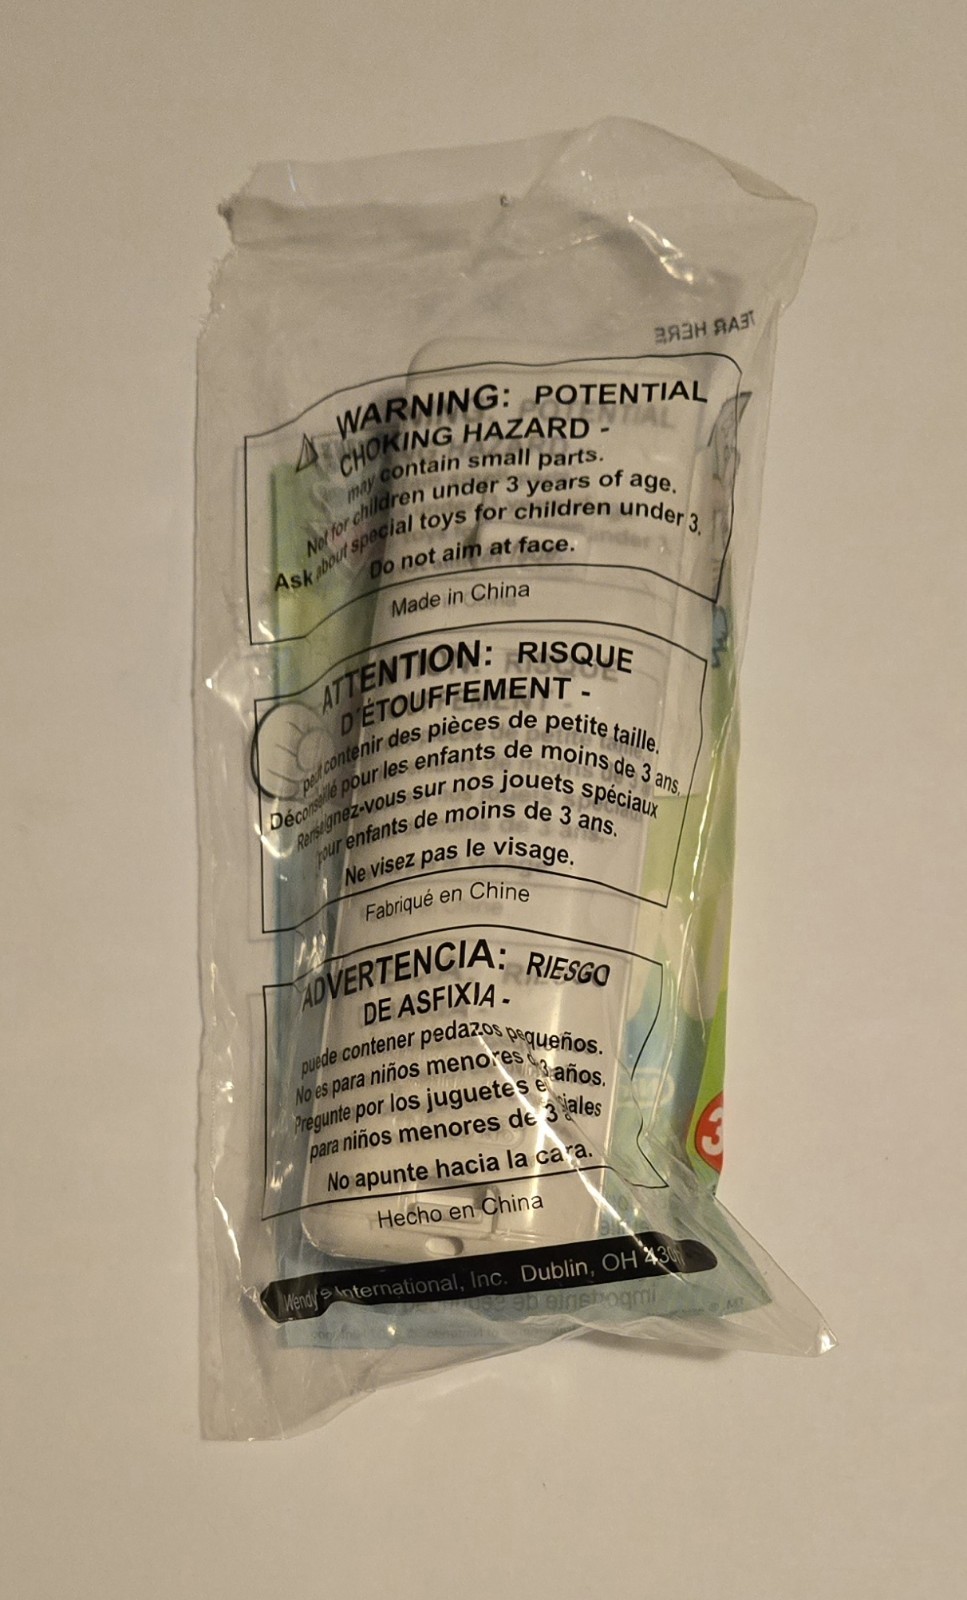 TEAR HERE
WARNING: POTENTIAL
CHOKING HAZARD -
may contain small parts.
Not for children under 3 years of age.
Ask about special toys for children under 3.
Do not aim at face.
Made in China
ATTENTION: RISQUE
D'ÉTOUFFEMENT -
peut contenir des pièces de petite taille.
Déconseillé pour les enfants de moins de 3 ans.
Renseignez-vous sur nos jouets spéciaux
pour enfants de moins de 3 ans.
Ne visez pas le visage.
Fabriqué en Chine
ADVERTENCIA: RIESGO
DE ASFIXIA -
puede contener pedazos pequeños.
No es para niños menores 3 años.
Pregunte por los juguetes
para niños menores de 3
No apunte hacia la cara.
Hecho en China
Wendy's International, Inc. Dublin, OH
3
importante de